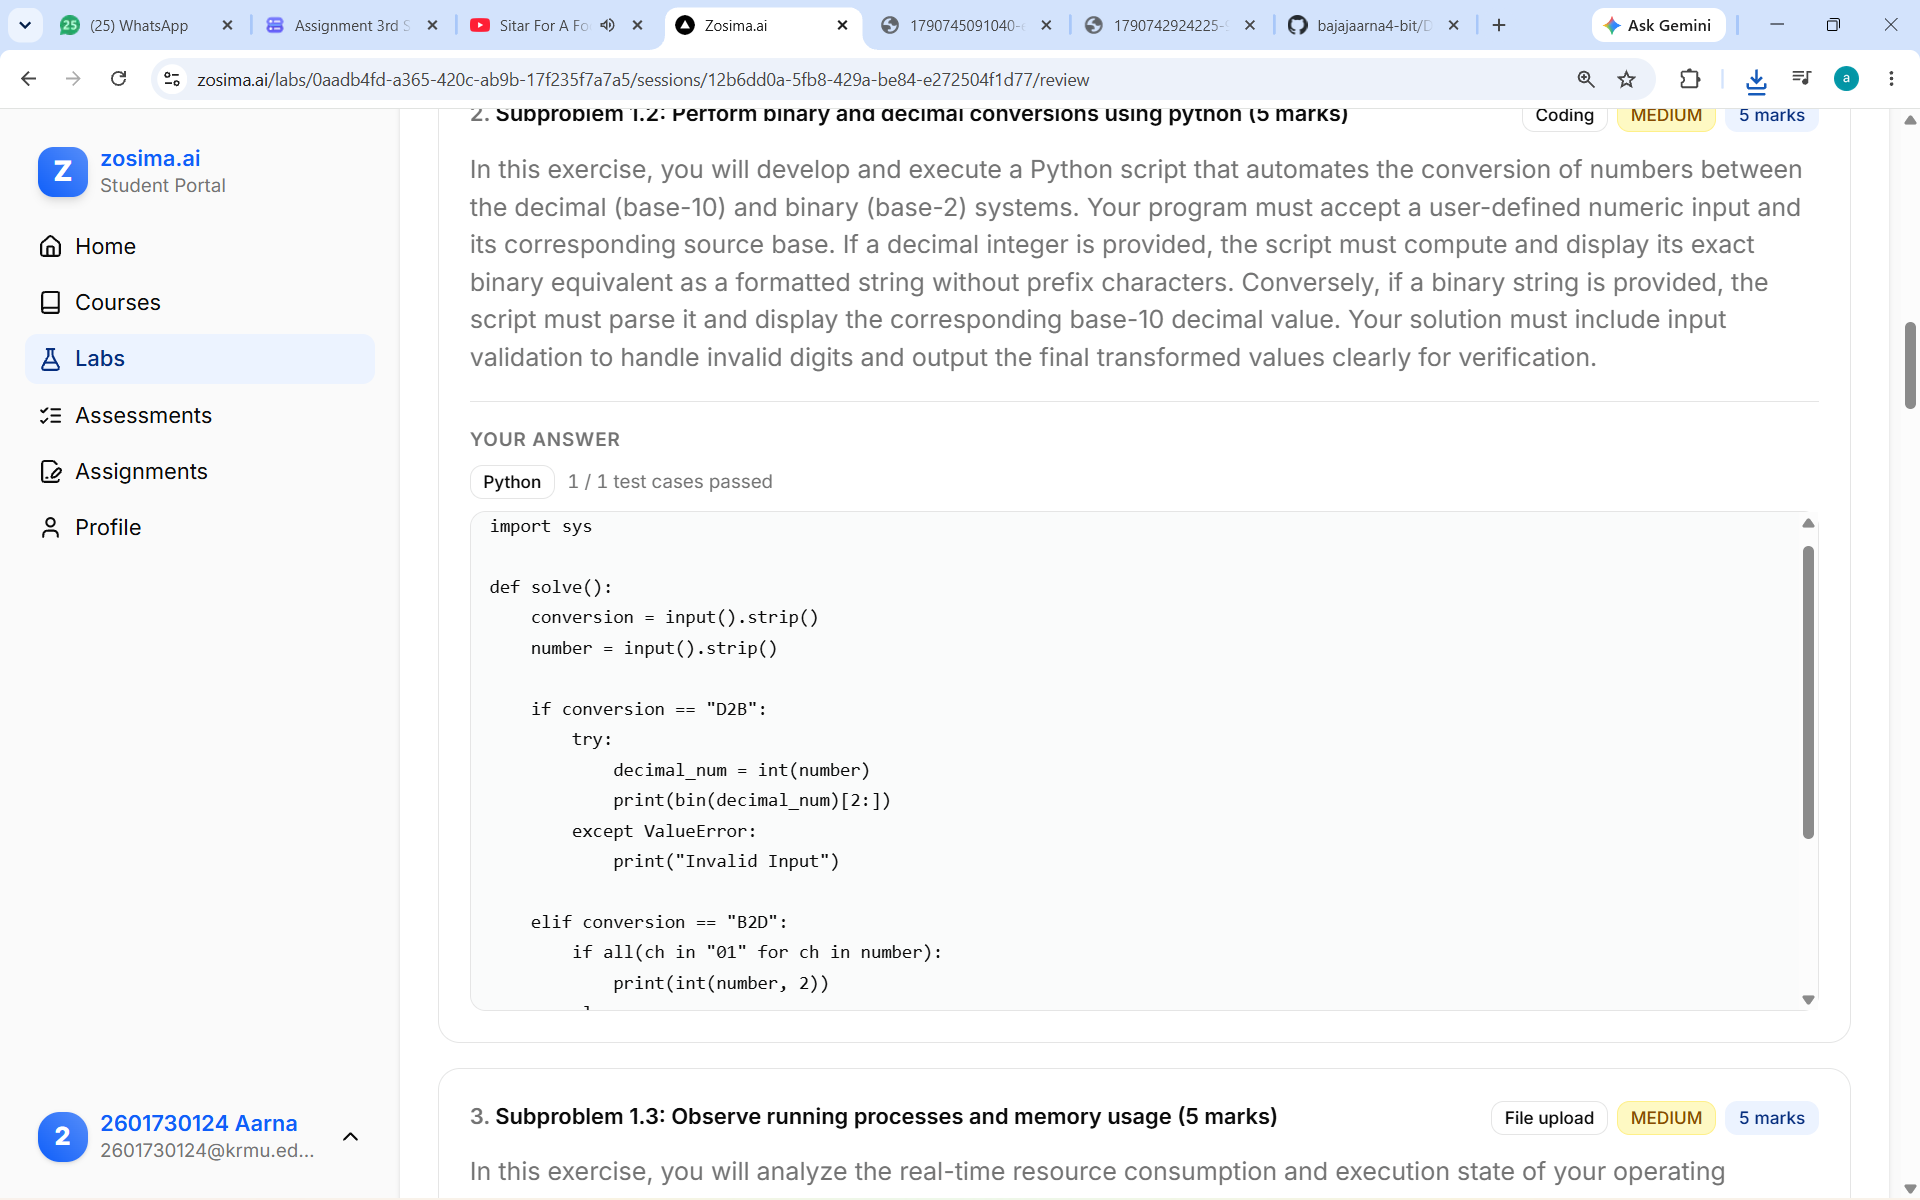 25
(25) WhatsApp
Assignment 3rd S
Sitar For A Fo
Zosima.ai
1790745091040-
1790742924225-
bajajaarna4-bit/D
Ask Gemini
zosima.ai/labs/0aadb4fd-a365-420c-ab9b-17f235f7a7a5/sessions/12b6dd0a-5fb8-429a-be84-e272504f1d77/review
a
Z
zosima.ai
Student Portal
Home
Courses
Labs
Assessments
Assignments
Profile
2
2601730124 Aarna
2601730124@krmu.ed...
2. Subproblem 1.2: Perform binary and decimal conversions using python (5 marks)
Coding
MEDIUM
5 marks
In this exercise, you will develop and execute a Python script that automates the conversion of numbers between
the decimal (base-10) and binary (base-2) systems. Your program must accept a user-defined numeric input and
its corresponding source base. If a decimal integer is provided, the script must compute and display its exact
binary equivalent as a formatted string without prefix characters. Conversely, if a binary string is provided, the
script must parse it and display the corresponding base-10 decimal value. Your solution must include input
validation to handle invalid digits and output the final transformed values clearly for verification.
YOUR ANSWER
Python
1 / 1 test cases passed
import sys
def solve():
    conversion = input().strip()
    number = input().strip()
    if conversion == "D2B":
        try:
            decimal_num = int(number)
            print(bin(decimal_num)[2:])
        except ValueError:
            print("Invalid Input")
    elif conversion == "B2D":
        if all(ch in "01" for ch in number):
            print(int(number, 2))
3. Subproblem 1.3: Observe running processes and memory usage (5 marks)
File upload
MEDIUM
5 marks
In this exercise, you will analyze the real-time resource consumption and execution state of your operating